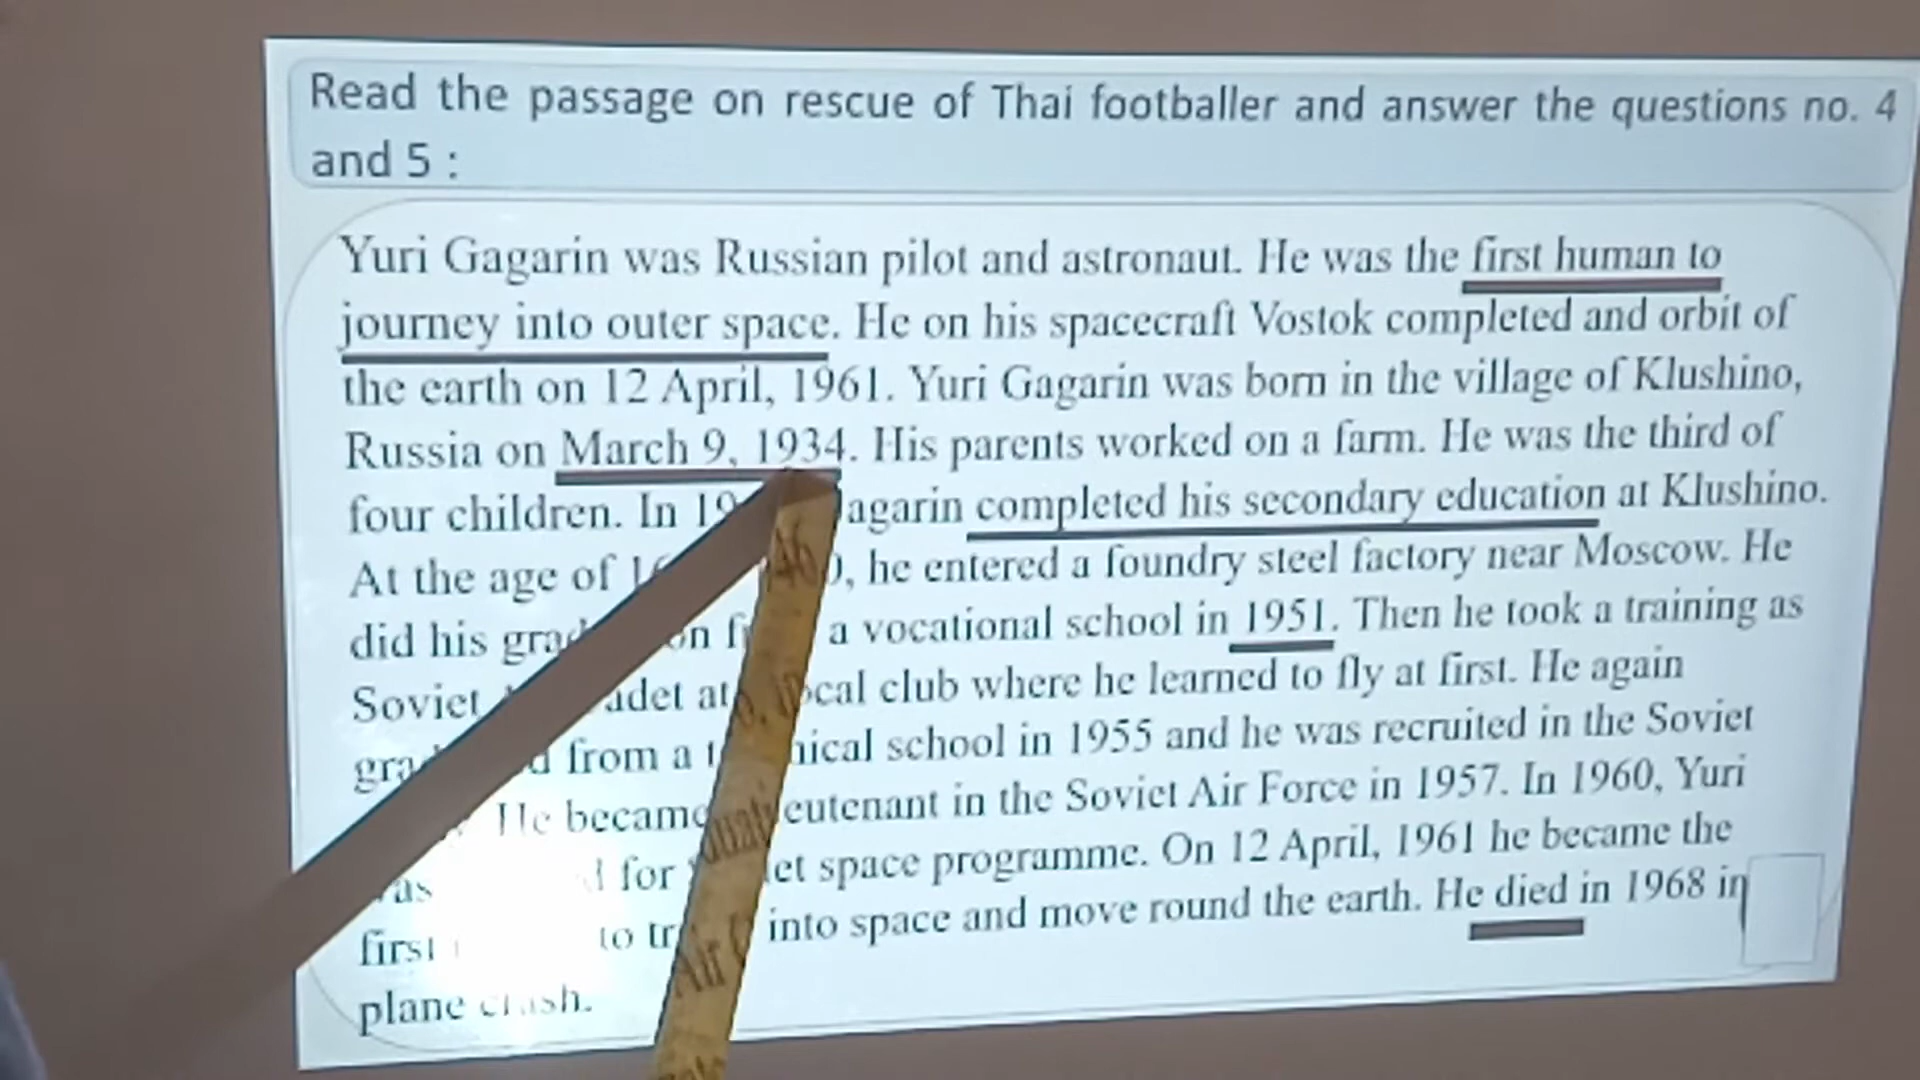 Read the passage on rescue of Thai footballer and answer the questions no. 4
and 5 :
Yuri Gagarin was Russian pilot and astronaut. He was the first human to
journey into outer space. He on his spacecraft Vostok completed and orbit of
the earth on 12 April, 1961. Yuri Gagarin was born in the village of Klushino,
Russia on March 9, 1934. His parents worked on a farm. He was the third of
four children. In 19 agarin completed his secondary education at Klushino.
At the age of he entered a foundry steel factory near Moscow. He
did his a vocational school in 1951. Then he took a training as
Soviet adet at cal club where he learned to fly at first. He again
from a nical school in 1955 and he was recruited in the Soviet
He became eutenant in the Soviet Air Force in 1957. In 1960, Yuri
as for et space programme. On 12 April, 1961 he became the
first to into space and move round the earth. He died in 1968 in
plane crash.